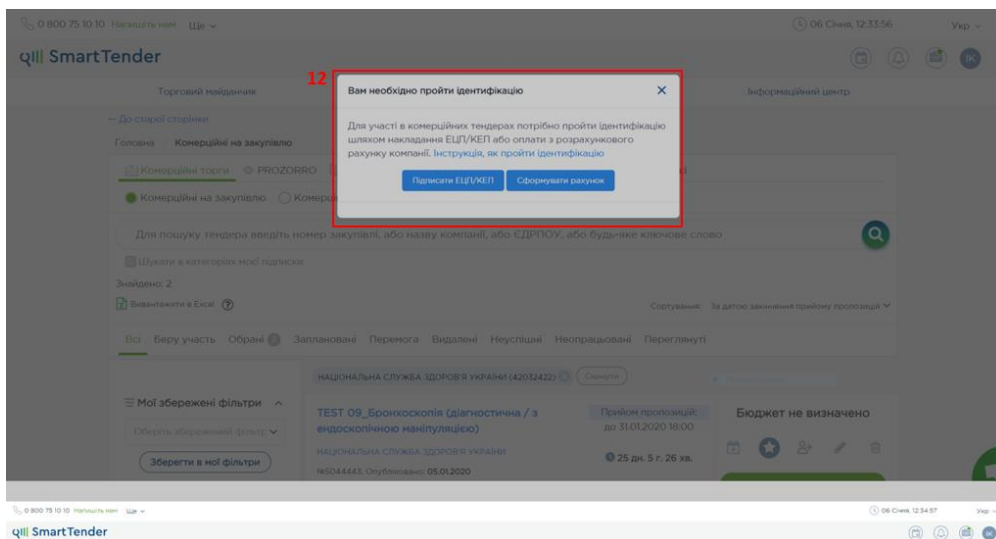 0 800 75 10 10 Напишіть нам Ще
06 Січня, 12:33:56 Укр
SmartTender
ІК
12
Торговий майданчик
Інформаційний центр
Вам необхідно пройти ідентифікацію
Для участі в комерційних тендерах потрібно пройти ідентифікацію
шляхом накладання ЕЦП/КЕП або оплати з розрахункового
рахунку компанії. Інструкція, як пройти ідентифікацію
Підписати ЕЦП/КЕП Сформувати рахунок
До старої сторінки
Головна Комерційні на закупівлю
Комерційні торги PROZORRO
Комерційні на закупівлю
Для пошуку тендера введіть номер закупівлі, або назву компанії, або ЄДРПОУ, або будь-яке ключове слово
Шукати в категоріях моєї підписки
Знайдено: 2
Вивантажити в Excel ?
Сортування: За датою закінчення прийому пропозицій
Всі Беру участь Обрані 2 Заплановані Перемога Видалені Неуспішні Неопрацьовані Переглянуті
НАЦІОНАЛЬНА СЛУЖБА ЗДОРОВ'Я УКРАЇНИ (42032422) Скинути
Мої збережені фільтри
Оберіть збережений фільтр
Зберегти в мої фільтри
TEST 09_Бронхоскопія (діагностична / з
ендоскопічною маніпуляцією)
НАЦІОНАЛЬНА СЛУЖБА ЗДОРОВ'Я УКРАЇНИ
№5044443, Опубліковано: 05.01.2020
Прийом пропозицій:
до 31.01.2020 18:00
25 дн. 5 г. 26 хв.
Бюджет не визначено
0 800 75 10 10 Напишіть нам Ще
06 Січня, 12:34:57 Укр
SmartTender
ІК